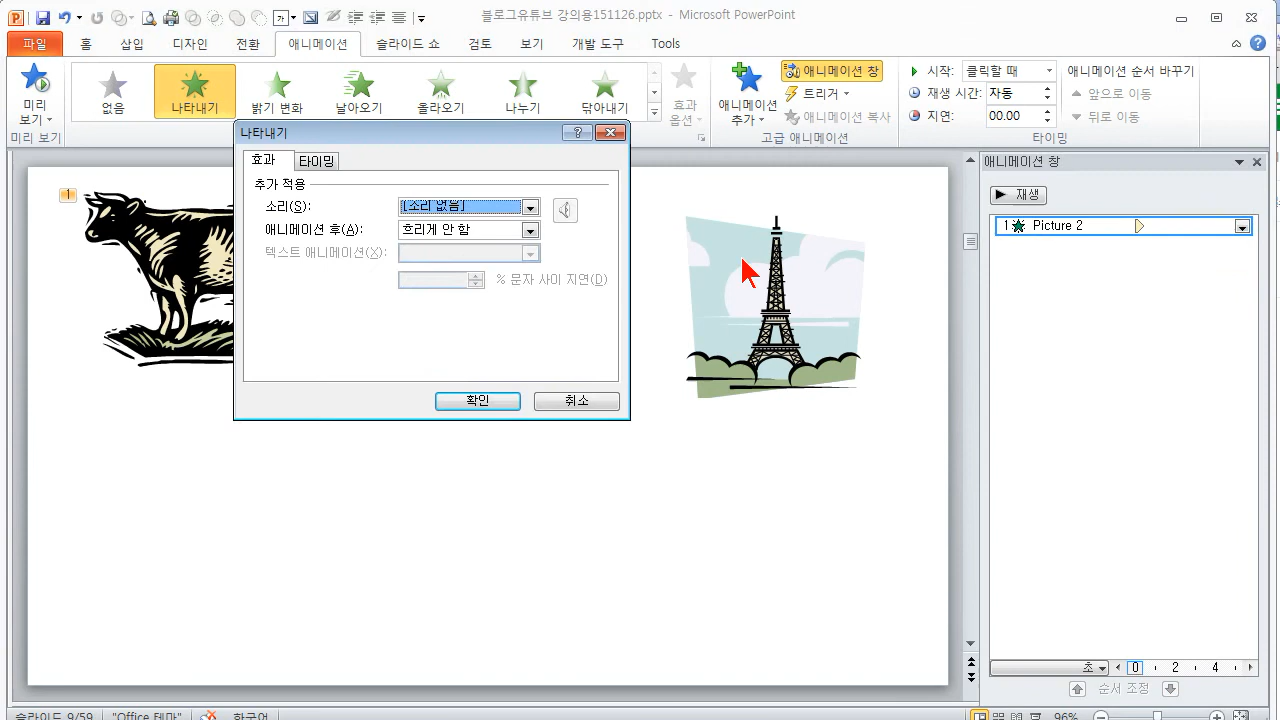 블로그유튜브 강의용151126.pptx - Microsoft PowerPoint
파일 홈 삽입 디자인 전환 애니메이션 슬라이드 쇼 검토 보기 개발 도구 Tools
미리 보기
없음 나타내기 밝기 변화 날아오기 올라오기 나누기 닦아내기
효과 옵션
애니메이션 추가
애니메이션 창
트리거
애니메이션 복사
시작: 클릭할 때
재생 시간: 자동
지연: 00.00
애니메이션 순서 바꾸기
앞으로 이동
뒤로 이동
미리 보기 고급 애니메이션 타이밍
나타내기
효과 타이밍
추가 적용
소리(S): [소리 없음]
애니메이션 후(A): 흐리게 안 함
텍스트 애니메이션(X):
% 문자 사이 지연(D)
확인 취소
1
애니메이션 창
재생
1 Picture 2
초 0 2 4
순서 조정
슬라이드 9/59 "Office 테마" 한국어 96%